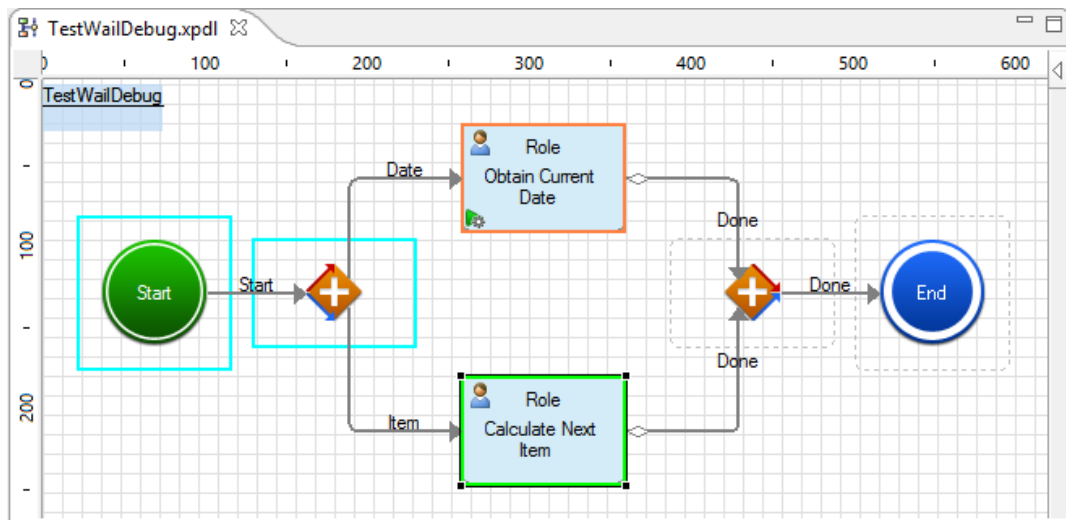 TestWailDebug.xpdl
0 100 200 300 400 500 600
0
100
200
TestWailDebug
Role
Obtain Current
Date
Date
Done
Start
Start
Done
End
Done
Item
Role
Calculate Next
Item